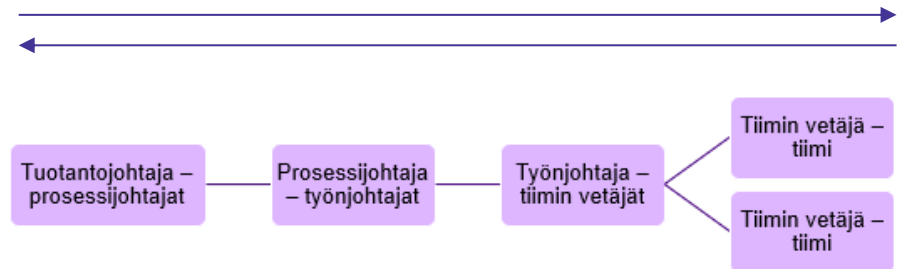 Tuotantojohtaja –
prosessijohtajat
Prosessijohtaja
– työnjohtajat
Työnjohtaja –
tiimin vetäjät
Tiimin vetäjä –
tiimi
Tiimin vetäjä –
tiimi